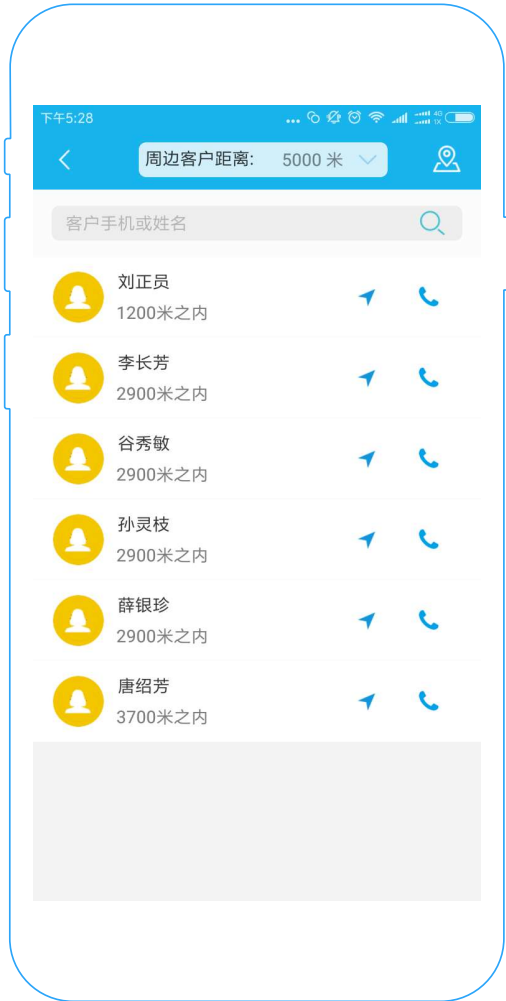 下午5:28
4G
1X
周边客户距离: 5000 米
客户手机或姓名
刘正员
1200米之内
李长芳
2900米之内
谷秀敏
2900米之内
孙灵枝
2900米之内
薛银珍
2900米之内
唐绍芳
3700米之内